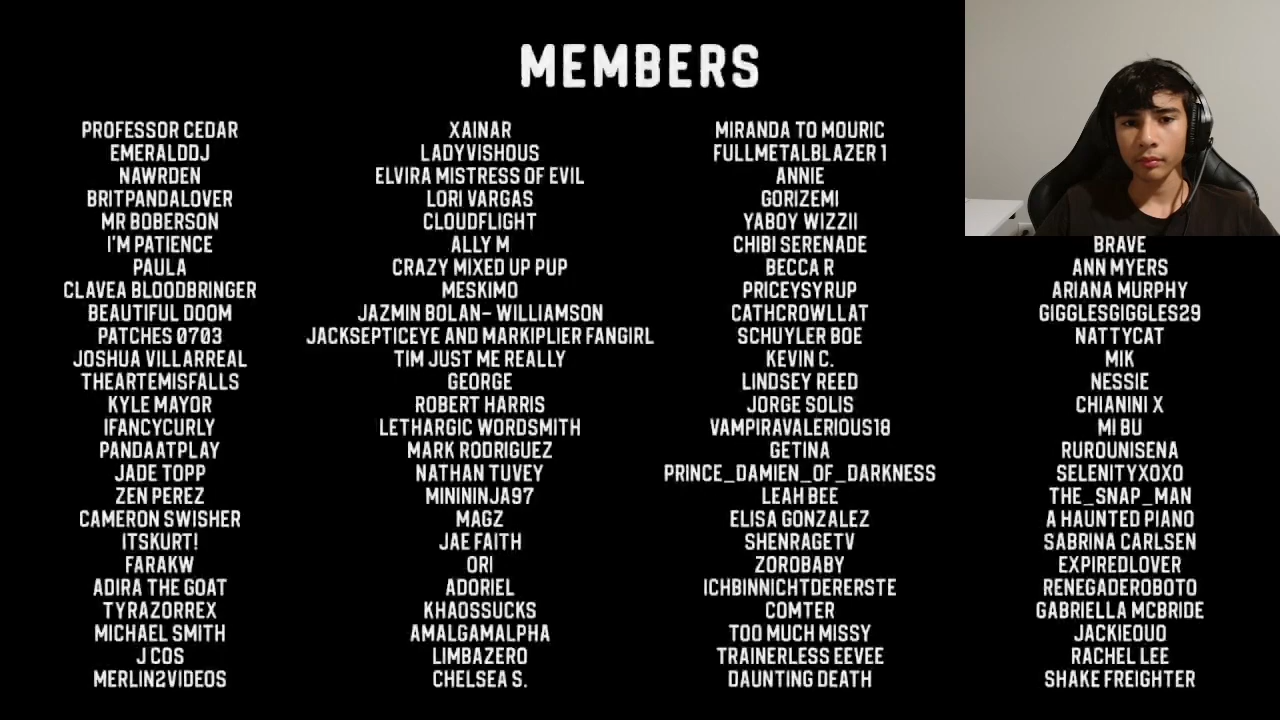 MEMBERS
PROFESSOR CEDAR
EMERALDDJ
NAWRDEN
BRITPANDALOVER
MR BOBERSON
I'M PATIENCE
PAULA
CLAVEA BLOODBRINGER
BEAUTIFUL DOOM
PATCHES 0703
JOSHUA VILLARREAL
THEARTEMISFALLS
KYLE MAYOR
IFANCYCURLY
PANDAATPLAY
JADE TOPP
ZEN PEREZ
CAMERON SWISHER
ITSKURT!
FARAKW
ADIRA THE GOAT
TYRAZORREX
MICHAEL SMITH
J COS
MERLIN2VIDEOS
XAINAR
LADYVISHOUS
ELVIRA MISTRESS OF EVIL
LORI VARGAS
CLOUDFLIGHT
ALLY M
CRAZY MIXED UP PUP
MESKIMO
JAZMIN BOLAN- WILLIAMSON
JACKSEPTICEYE AND MARKIPLIER FANGIRL
TIM JUST ME REALLY
GEORGE
ROBERT HARRIS
LETHARGIC WORDSMITH
MARK RODRIGUEZ
NATHAN TUVEY
MINININJA97
MAGZ
JAE FAITH
ORI
ADORIEL
KHAOSSUCKS
AMALGAMALPHA
LIMBAZERO
CHELSEA S.
MIRANDA TO MOURIC
FULLMETALBLAZER 1
ANNIE
GORIZEMI
YABOY WIZZII
CHIBI SERENADE
BECCA R
PRICEYSYRUP
CATHCROWLLAT
SCHUYLER BOE
KEVIN C.
LINDSEY REED
JORGE SOLIS
VAMPIRAVALERIOUS18
GETINA
PRINCE_DAMIEN_OF_DARKNESS
LEAH BEE
ELISA GONZALEZ
SHENRAGETV
ZOROBABY
ICHBINNICHTDERERSTE
COMTER
TOO MUCH MISSY
TRAINERLESS EEVEE
DAUNTING DEATH
BRAVE
ANN MYERS
ARIANA MURPHY
GIGGLESGIGGLES29
NATTYCAT
MIK
NESSIE
CHIANINI X
MI BU
RUROUNISENA
SELENITYXOXO
THE_SNAP_MAN
A HAUNTED PIANO
SABRINA CARLSEN
EXPIREDLOVER
RENEGADEROBOTO
GABRIELLA MCBRIDE
JACKIEOUO
RACHEL LEE
SHAKE FREIGHTER